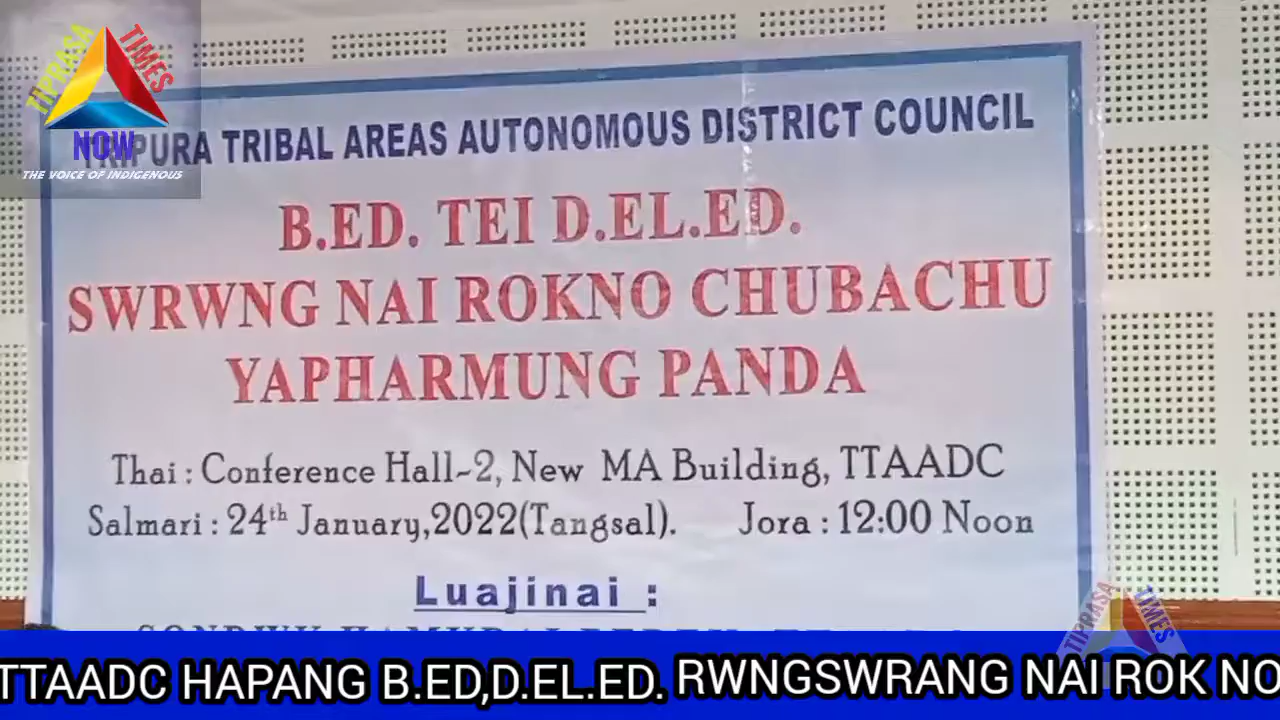 TIPRASA TIMES
NOW
THE VOICE OF INDIGENOUS
TRIPURA TRIBAL AREAS AUTONOMOUS DISTRICT COUNCIL
B.ED. TEI D.EL.ED.
SWRWNG NAI ROKNO CHUBACHU
YAPHARMUNG PANDA
Thai : Conference Hall-2, New MA Building, TTAADC
Salmari : 24th January,2022(Tangsal). Jora : 12:00 Noon
Luajinai :
TIPRASA TIMES
TTAADC HAPANG B.ED,D.EL.ED. RWNGSWRANG NAI ROK NO